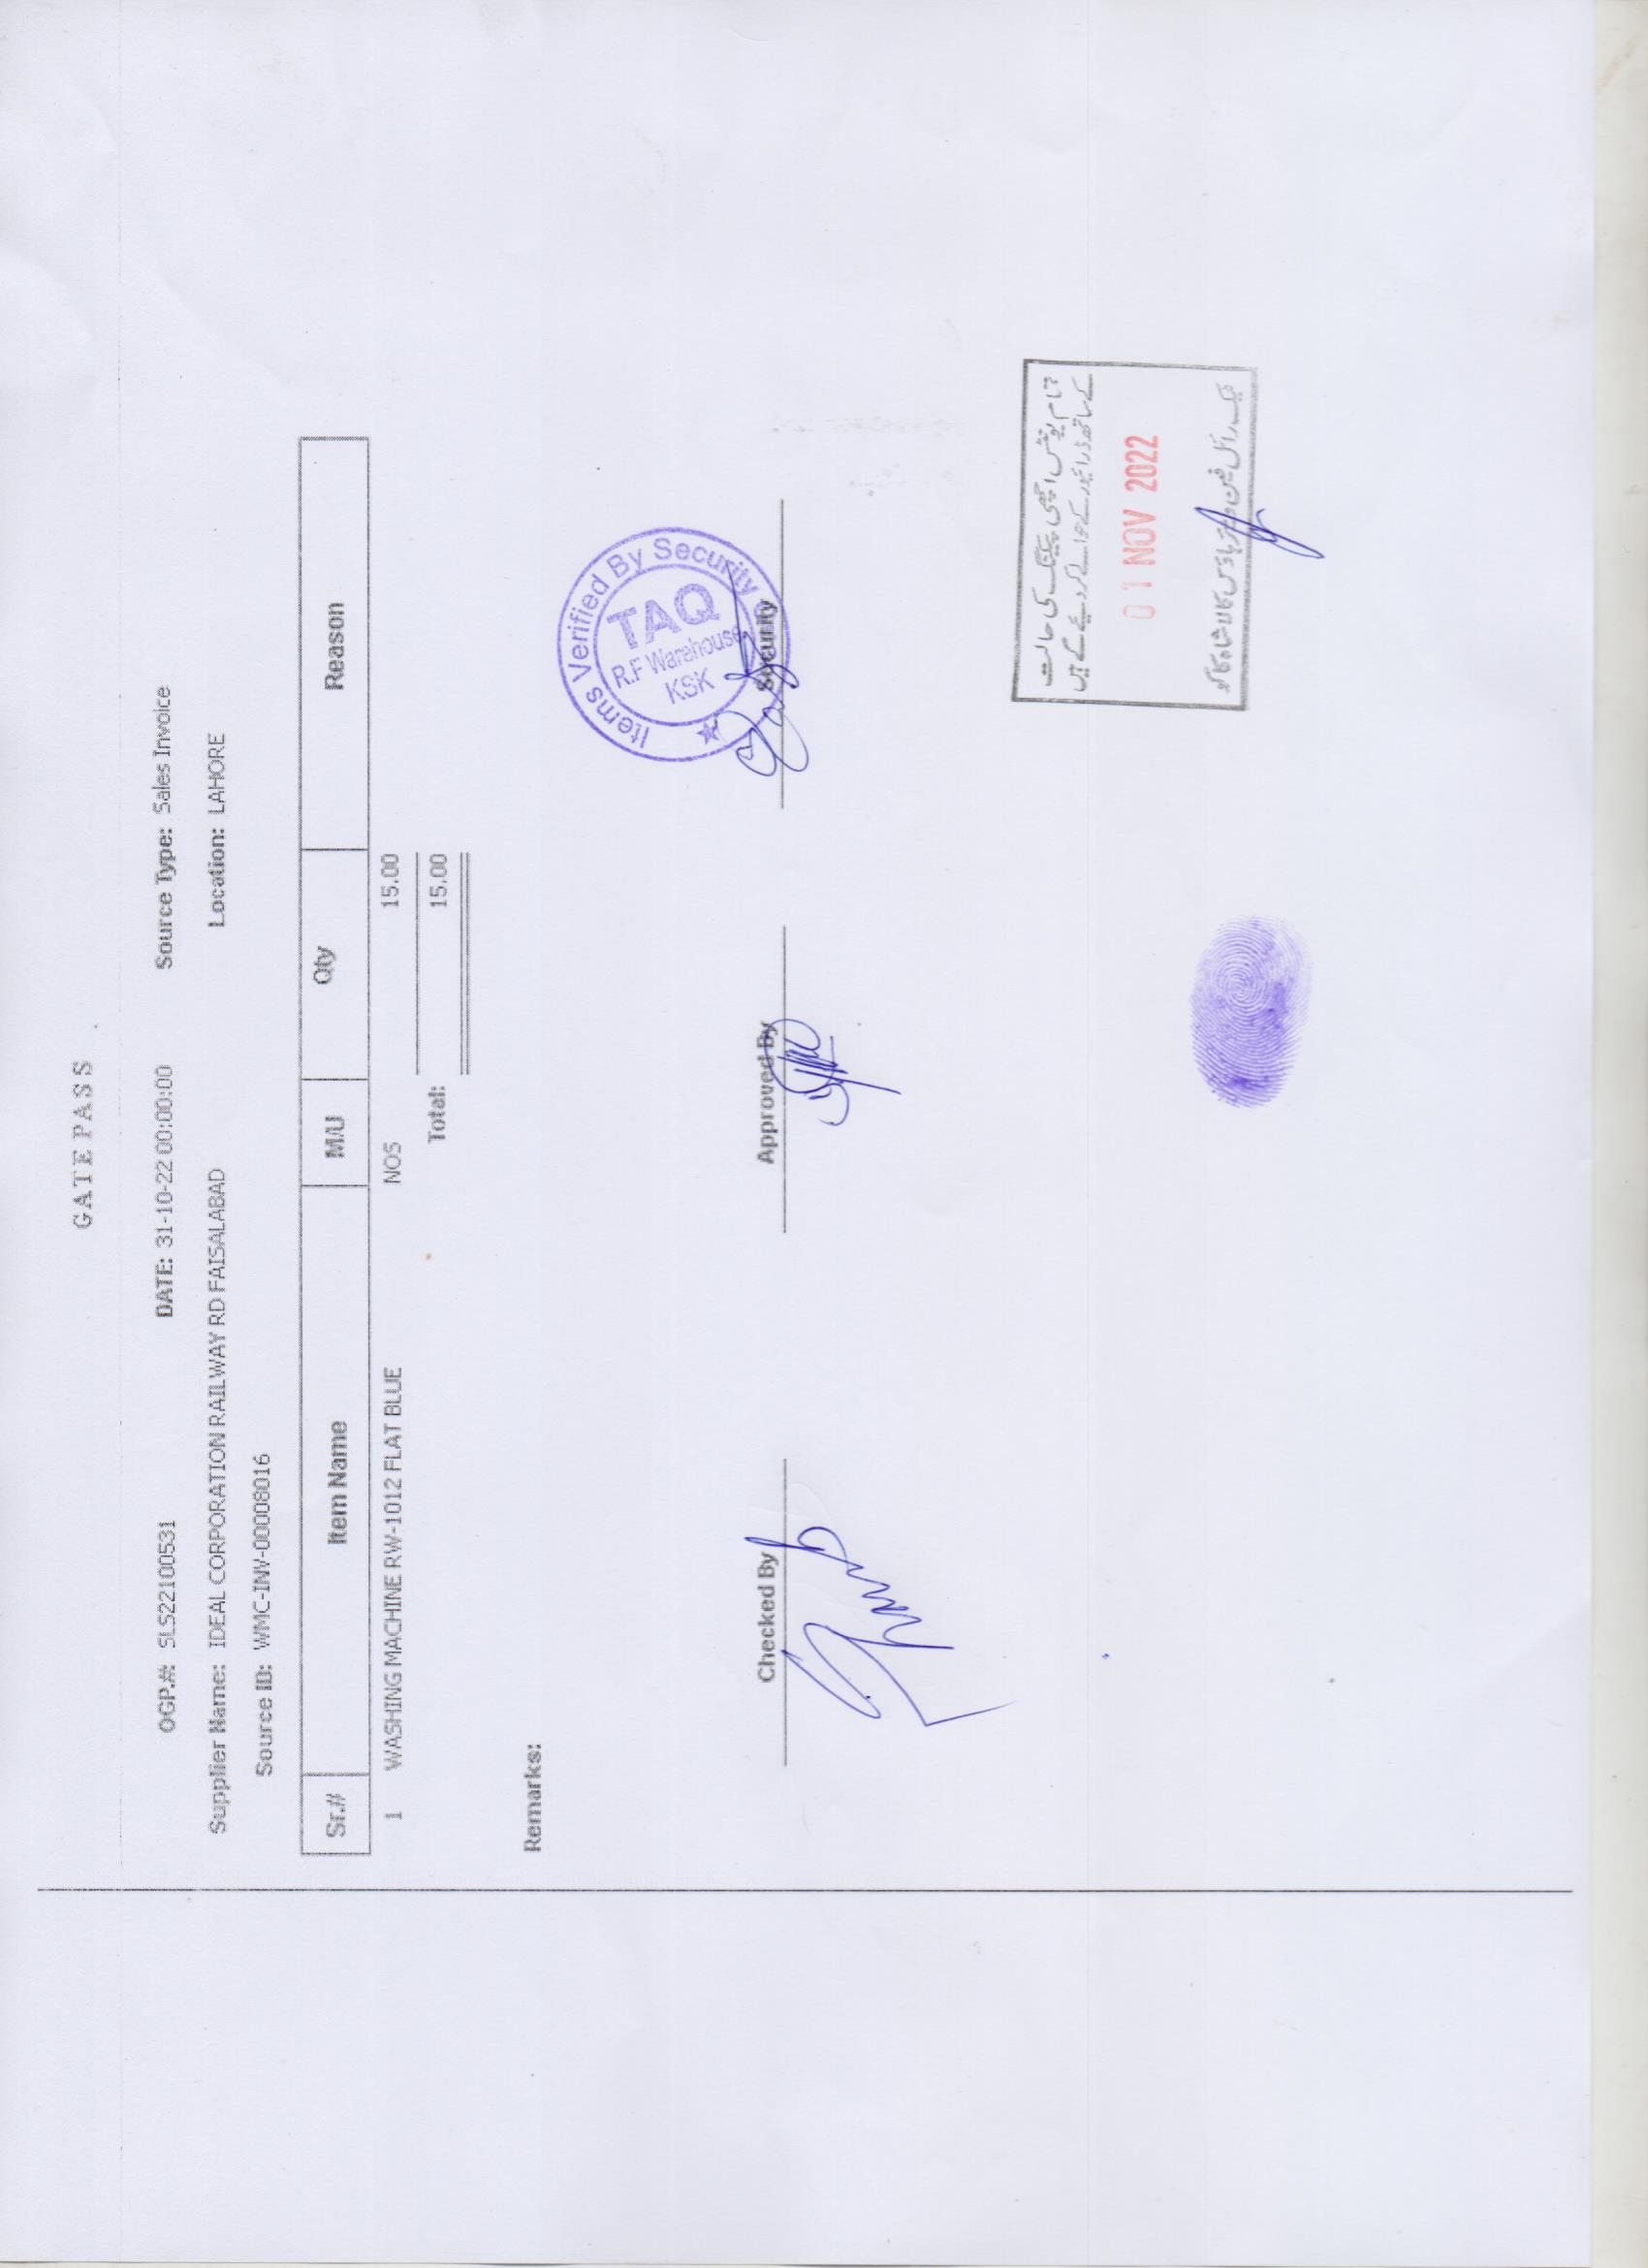 GATE PASS
OGP.#: SLS22100531 DATE: 31-10-22 00:00:00 Source Type: Sales Invoice
Supplier Name: IDEAL CORPORATION RAILWAY RD FAISALABAD Location: LAHORE
Source ID: WMC-INV-00008016
Sr.# Item Name M/U Qty Reason
1 WASHING MACHINE RW-1012 FLAT BLUE NOS 15.00
Total: 15.00
Remarks:
Items Verified By Security
TAQ
R.F Warehouse
KSK
Checked By Approved By Security
تمام یونٹس اچھی پیکنگ کی حالت
کے ساتھ ڈرائیور کے حوالے کر دیئے گے ہیں
01 NOV 2022
ٹیک رائل فین ویئر ہاؤس کالا شاہ کاکو